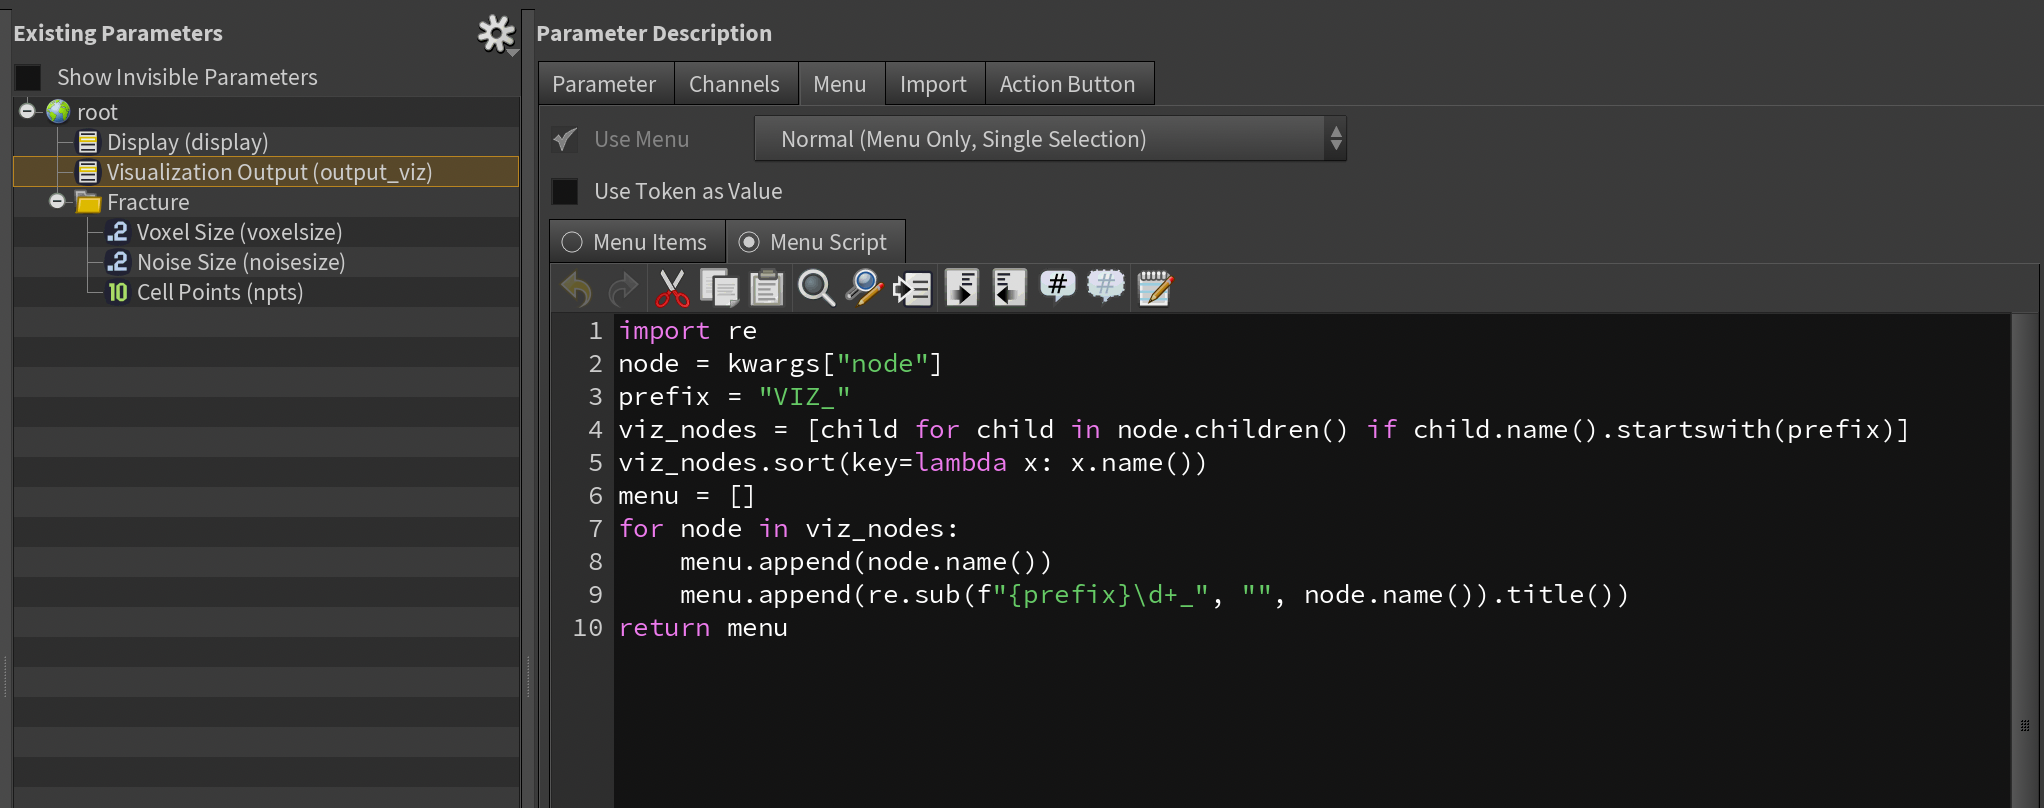 Existing Parameters
Show Invisible Parameters
root
Display (display)
Visualization Output (output_viz)
Fracture
.2 Voxel Size (voxelsize)
.2 Noise Size (noisesize)
10 Cell Points (npts)
Parameter Description
Parameter Channels Menu Import Action Button
Use Menu Normal (Menu Only, Single Selection)
Use Token as Value
Menu Items Menu Script
# #
1 import re
2 node = kwargs["node"]
3 prefix = "VIZ_"
4 viz_nodes = [child for child in node.children() if child.name().startswith(prefix)]
5 viz_nodes.sort(key=lambda x: x.name())
6 menu = []
7 for node in viz_nodes:
8     menu.append(node.name())
9     menu.append(re.sub(f"{prefix}\d+_", "", node.name()).title())
10 return menu